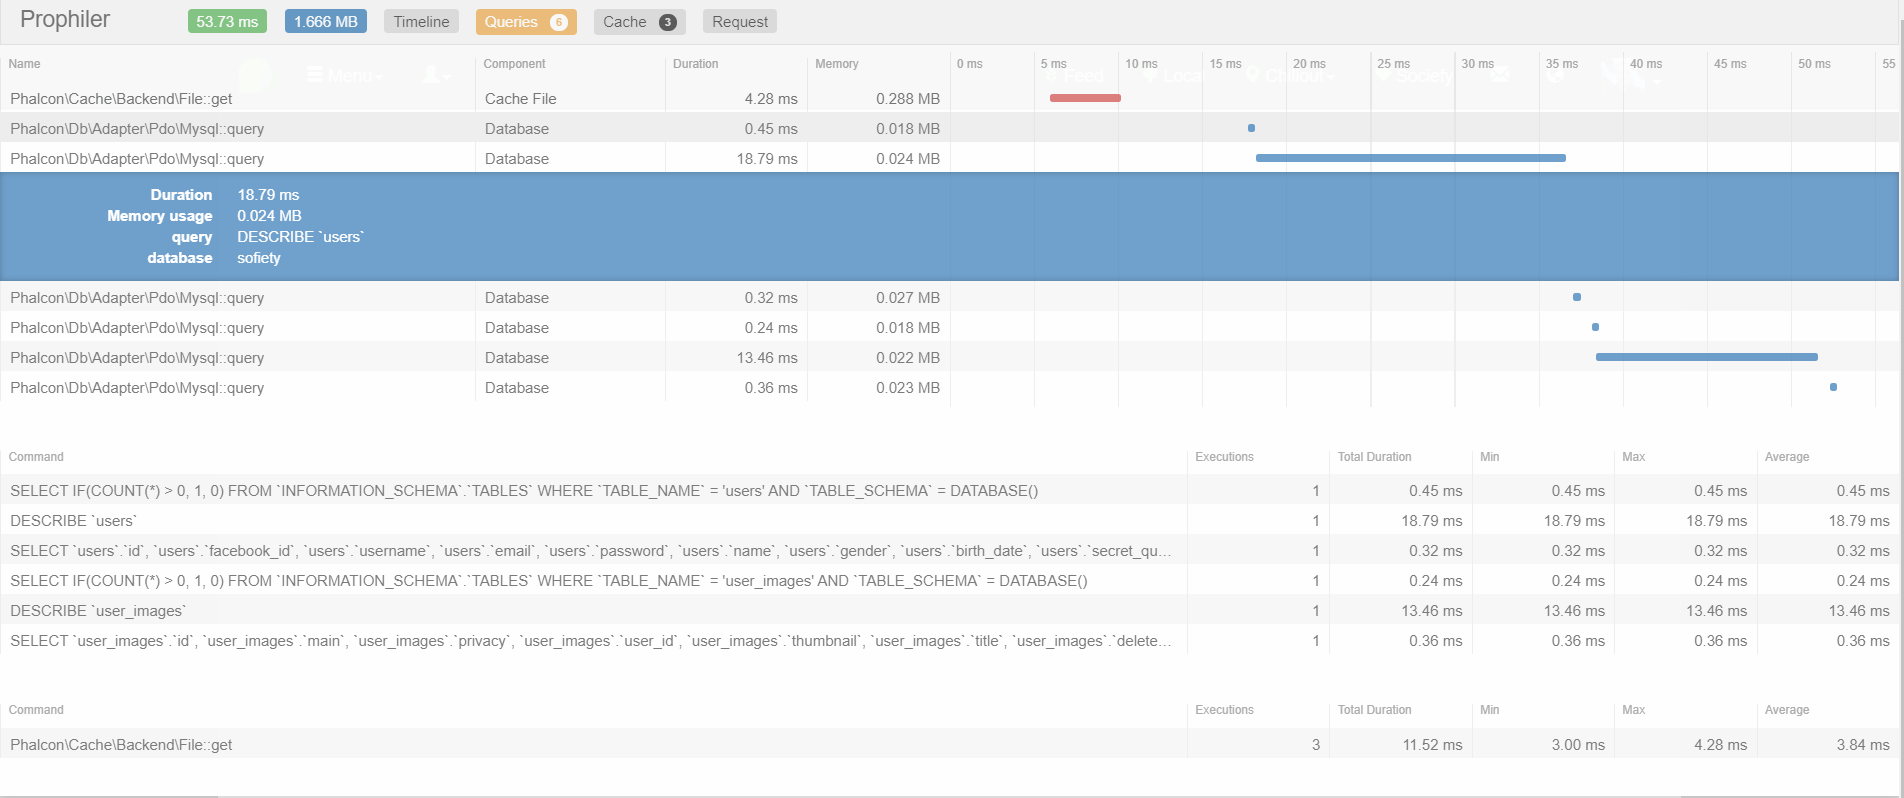 Prophiler 53.73 ms 1.666 MB Timeline Queries 6 Cache 3 Request
Name Component Duration Memory 0 ms 5 ms 10 ms 15 ms 20 ms 25 ms 30 ms 35 ms 40 ms 45 ms 50 ms 55
Menu Feed Local Chillout Society
Phalcon\Cache\Backend\File::get Cache File 4.28 ms 0.288 MB
Phalcon\Db\Adapter\Pdo\Mysql::query Database 0.45 ms 0.018 MB
Phalcon\Db\Adapter\Pdo\Mysql::query Database 18.79 ms 0.024 MB
Duration 18.79 ms
Memory usage 0.024 MB
query DESCRIBE `users`
database sofiety
Phalcon\Db\Adapter\Pdo\Mysql::query Database 0.32 ms 0.027 MB
Phalcon\Db\Adapter\Pdo\Mysql::query Database 0.24 ms 0.018 MB
Phalcon\Db\Adapter\Pdo\Mysql::query Database 13.46 ms 0.022 MB
Phalcon\Db\Adapter\Pdo\Mysql::query Database 0.36 ms 0.023 MB
Command Executions Total Duration Min Max Average
SELECT IF(COUNT(*) > 0, 1, 0) FROM `INFORMATION_SCHEMA`.`TABLES` WHERE `TABLE_NAME` = 'users' AND `TABLE_SCHEMA` = DATABASE() 1 0.45 ms 0.45 ms 0.45 ms 0.45 ms
DESCRIBE `users` 1 18.79 ms 18.79 ms 18.79 ms 18.79 ms
SELECT `users`.`id`, `users`.`facebook_id`, `users`.`username`, `users`.`email`, `users`.`password`, `users`.`name`, `users`.`gender`, `users`.`birth_date`, `users`.`secret_qu… 1 0.32 ms 0.32 ms 0.32 ms 0.32 ms
SELECT IF(COUNT(*) > 0, 1, 0) FROM `INFORMATION_SCHEMA`.`TABLES` WHERE `TABLE_NAME` = 'user_images' AND `TABLE_SCHEMA` = DATABASE() 1 0.24 ms 0.24 ms 0.24 ms 0.24 ms
DESCRIBE `user_images` 1 13.46 ms 13.46 ms 13.46 ms 13.46 ms
SELECT `user_images`.`id`, `user_images`.`main`, `user_images`.`privacy`, `user_images`.`user_id`, `user_images`.`thumbnail`, `user_images`.`title`, `user_images`.`delete… 1 0.36 ms 0.36 ms 0.36 ms 0.36 ms
Command Executions Total Duration Min Max Average
Phalcon\Cache\Backend\File::get 3 11.52 ms 3.00 ms 4.28 ms 3.84 ms